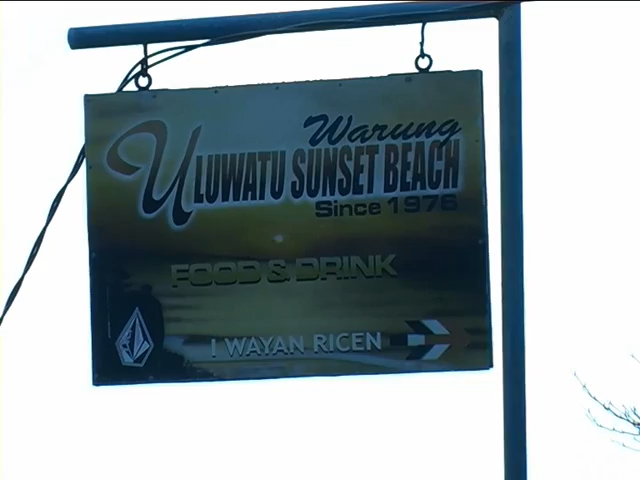 Warung
ULUWATU SUNSET BEACH
Since 1976
FOOD & DRINK
I WAYAN RICEN